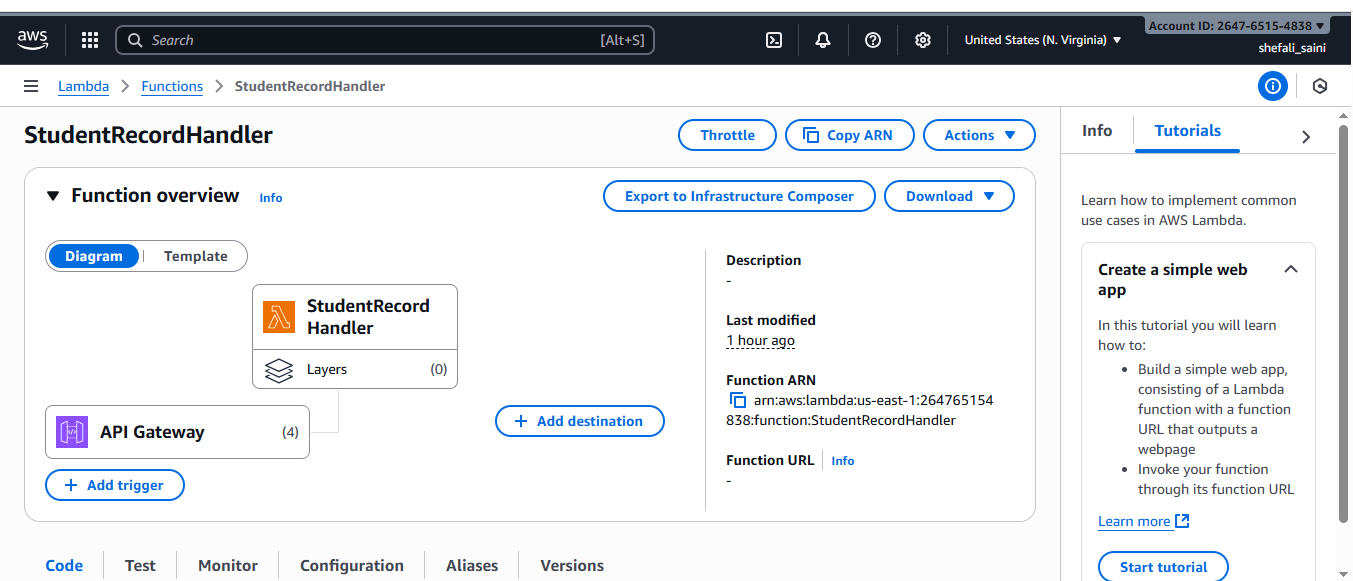 aws
Search [Alt+S]
United States (N. Virginia)
Account ID: 2647-6515-4838
shefali_saini
Lambda Functions StudentRecordHandler
StudentRecordHandler
Throttle Copy ARN Actions
Function overview Info
Export to Infrastructure Composer Download
Diagram Template
StudentRecord
Handler
Layers (0)
API Gateway (4)
+ Add trigger
+ Add destination
Description
-
Last modified
1 hour ago
Function ARN
arn:aws:lambda:us-east-1:264765154
838:function:StudentRecordHandler
Function URL Info
-
Code Test Monitor Configuration Aliases Versions
Info Tutorials
Learn how to implement common
use cases in AWS Lambda.
Create a simple web
app
In this tutorial you will learn
how to:
• Build a simple web app,
consisting of a Lambda
function with a function
URL that outputs a
webpage
• Invoke your function
through its function URL
Learn more
Start tutorial